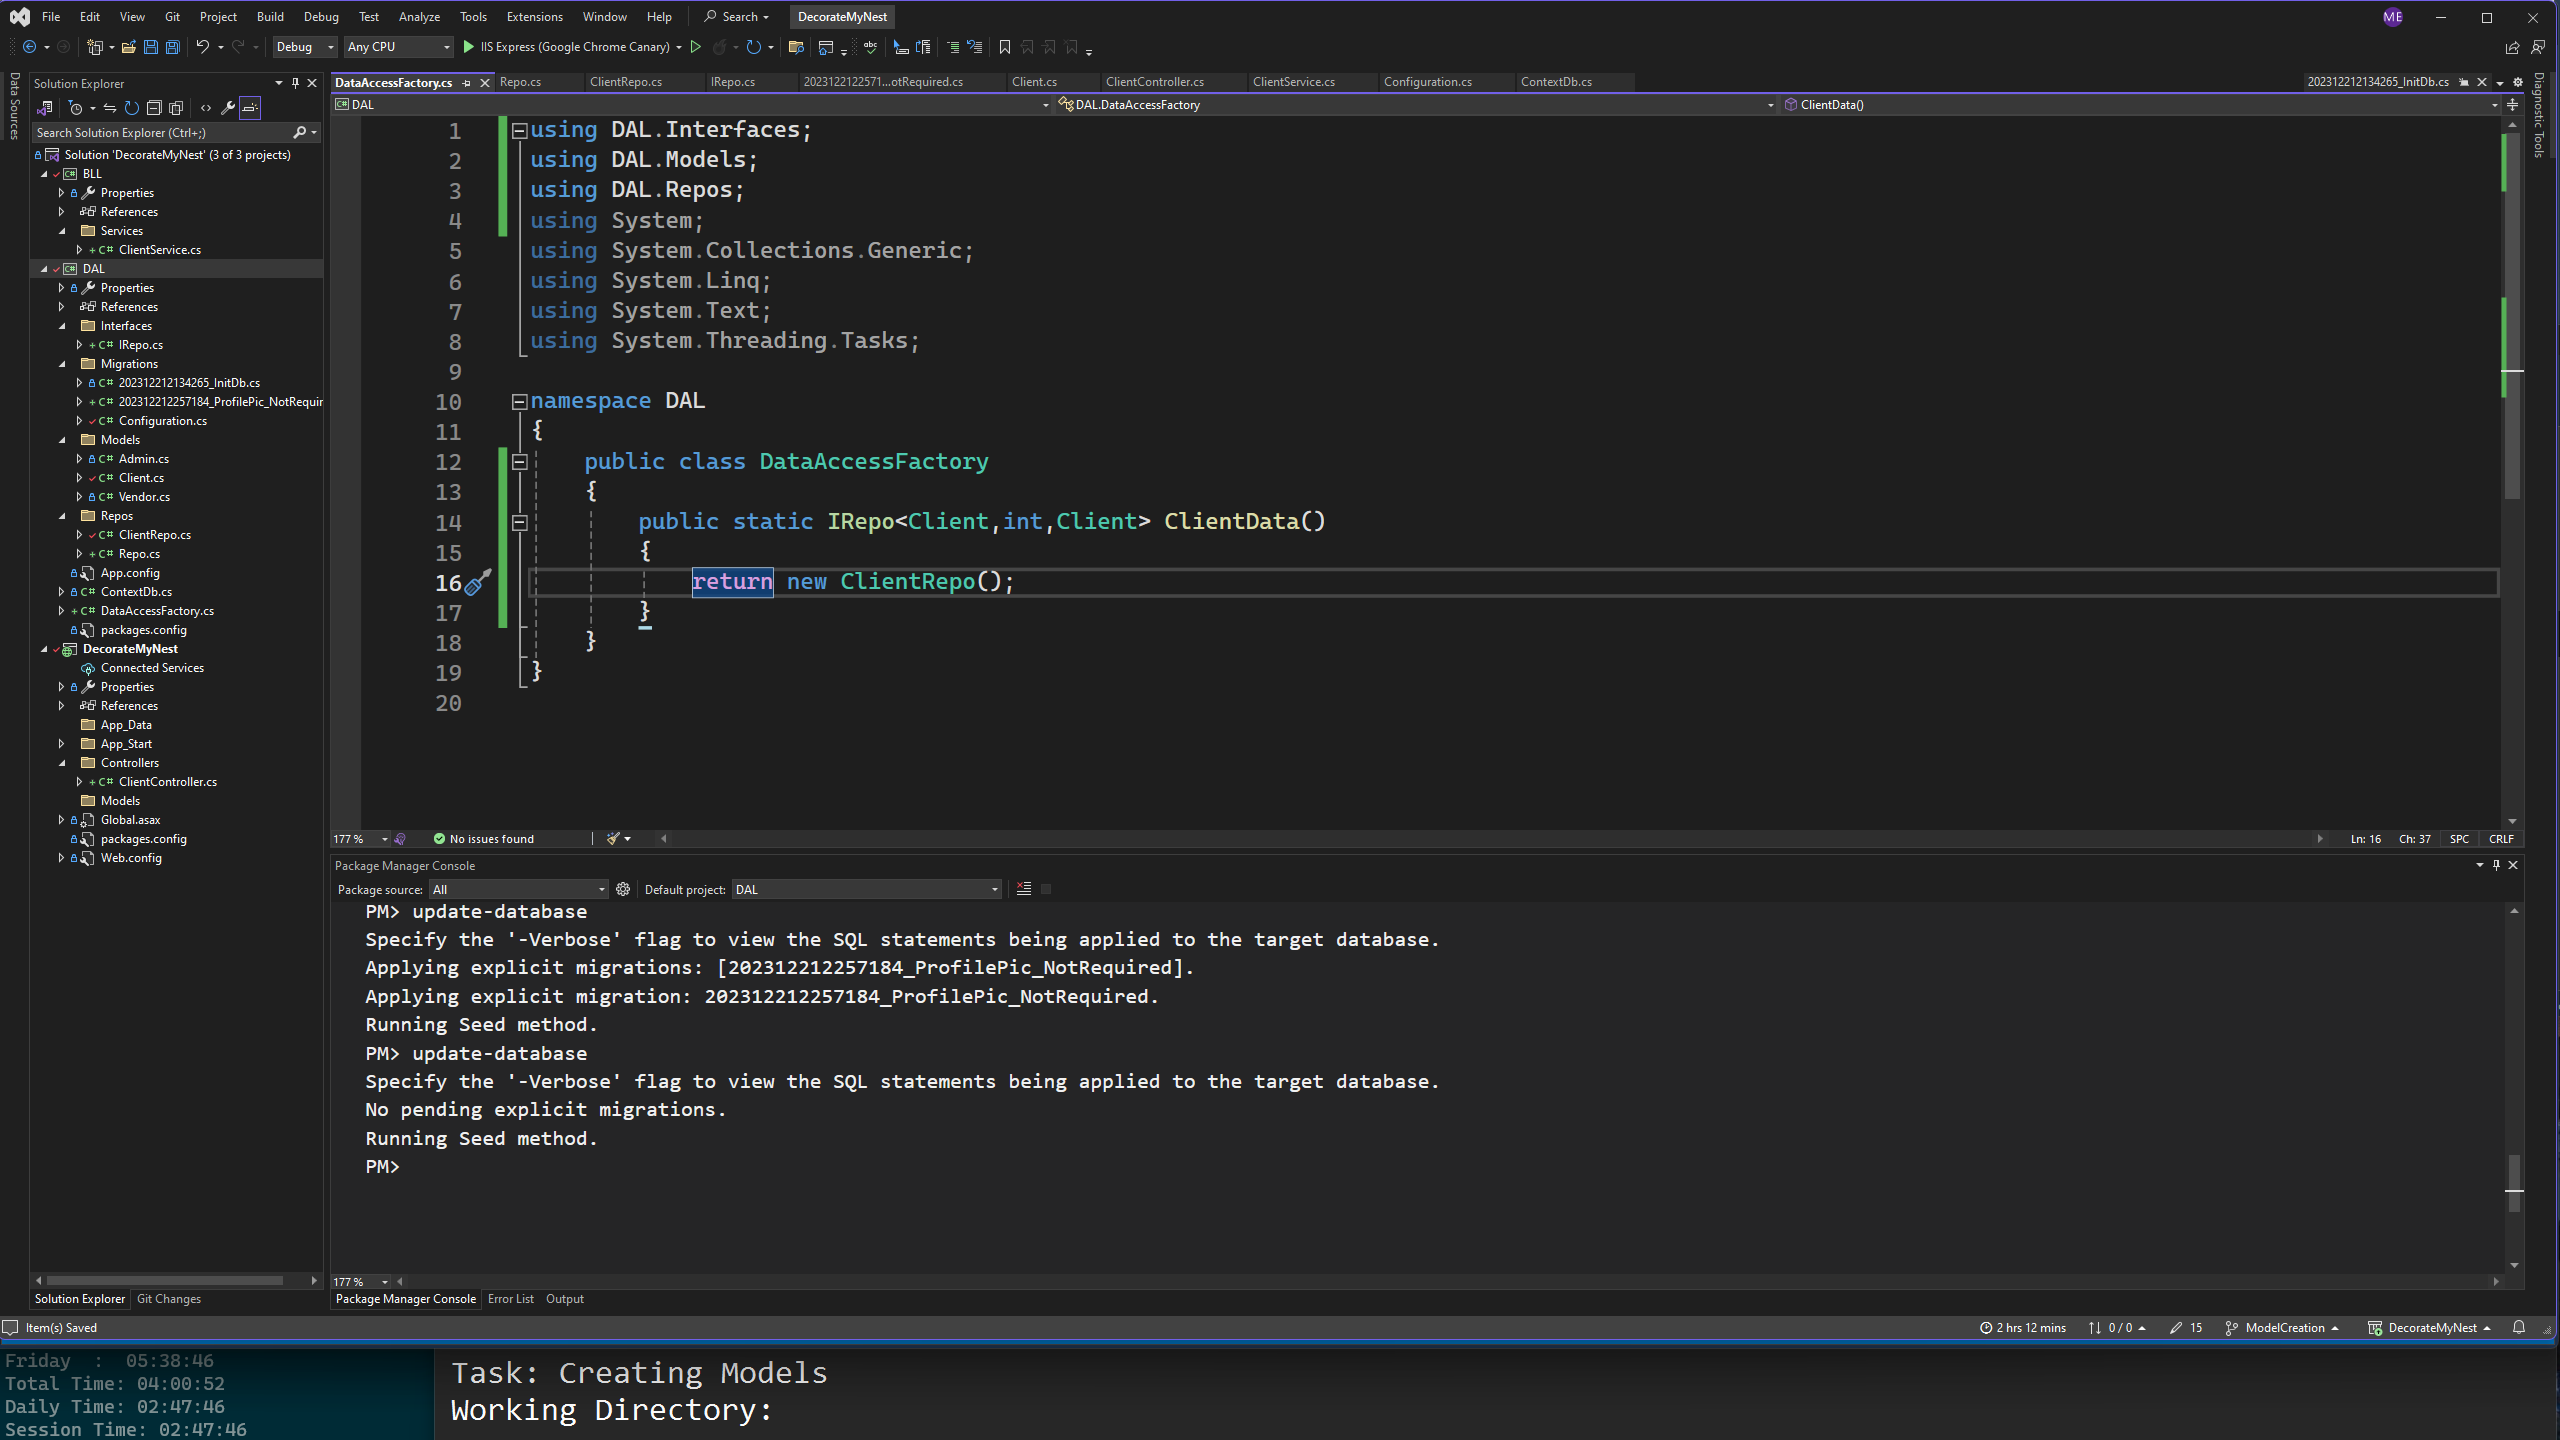 File Edit View Git Project Build Debug Test Analyze Tools Extensions Window Help Search DecorateMyNest ME
Debug Any CPU IIS Express (Google Chrome Canary)
Data Sources
Solution Explorer
Search Solution Explorer (Ctrl+;)
Solution 'DecorateMyNest' (3 of 3 projects)
BLL
Properties
References
Services
C# ClientService.cs
DAL
Properties
References
Interfaces
C# IRepo.cs
Migrations
C# 202312212134265_InitDb.cs
C# 202312212257184_ProfilePic_NotRequir
C# Configuration.cs
Models
C# Admin.cs
C# Client.cs
C# Vendor.cs
Repos
C# ClientRepo.cs
C# Repo.cs
App.config
C# ContextDb.cs
C# DataAccessFactory.cs
packages.config
DecorateMyNest
Connected Services
Properties
References
App_Data
App_Start
Controllers
C# ClientController.cs
Models
Global.asax
packages.config
Web.config
Solution Explorer Git Changes
DataAccessFactory.cs Repo.cs ClientRepo.cs IRepo.cs 2023122122571...otRequired.cs Client.cs ClientController.cs ClientService.cs Configuration.cs ContextDb.cs 202312212134265_InitDb.cs
DAL DAL.DataAccessFactory ClientData()
Diagnostic Tools
1 using DAL.Interfaces;
2 using DAL.Models;
3 using DAL.Repos;
4 using System;
5 using System.Collections.Generic;
6 using System.Linq;
7 using System.Text;
8 using System.Threading.Tasks;
9
10 namespace DAL
11 {
12 public class DataAccessFactory
13 {
14 public static IRepo<Client,int,Client> ClientData()
15 {
16 return new ClientRepo();
17 }
18 }
19 }
20
177 % No issues found Ln: 16 Ch: 37 SPC CRLF
Package Manager Console
Package source: All Default project: DAL
PM> update-database
Specify the '-Verbose' flag to view the SQL statements being applied to the target database.
Applying explicit migrations: [202312212257184_ProfilePic_NotRequired].
Applying explicit migration: 202312212257184_ProfilePic_NotRequired.
Running Seed method.
PM> update-database
Specify the '-Verbose' flag to view the SQL statements being applied to the target database.
No pending explicit migrations.
Running Seed method.
PM>
177 %
Package Manager Console Error List Output
Item(s) Saved 2 hrs 12 mins 0 / 0 15 ModelCreation DecorateMyNest
Friday : 05:38:46
Total Time: 04:00:52
Daily Time: 02:47:46
Session Time: 02:47:46
Task: Creating Models
Working Directory: